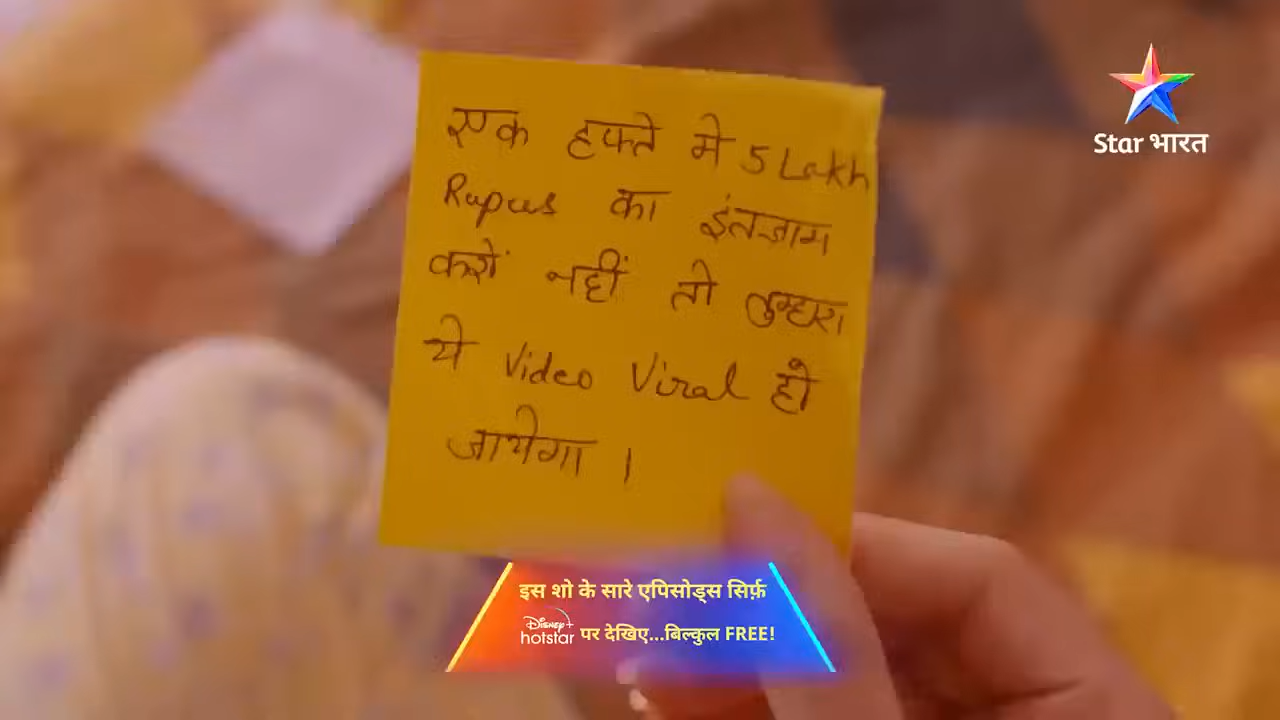 Star भारत
एक हफ्ते मे 5 Lakh
Rupees का इंतजाम
करों नहीं तो तुम्हारा
ये Video Viral हो
जायेगा ।
इस शो के सारे एपिसोड्स सिर्फ़
Disney+ hotstar पर देखिए...बिल्कुल FREE!